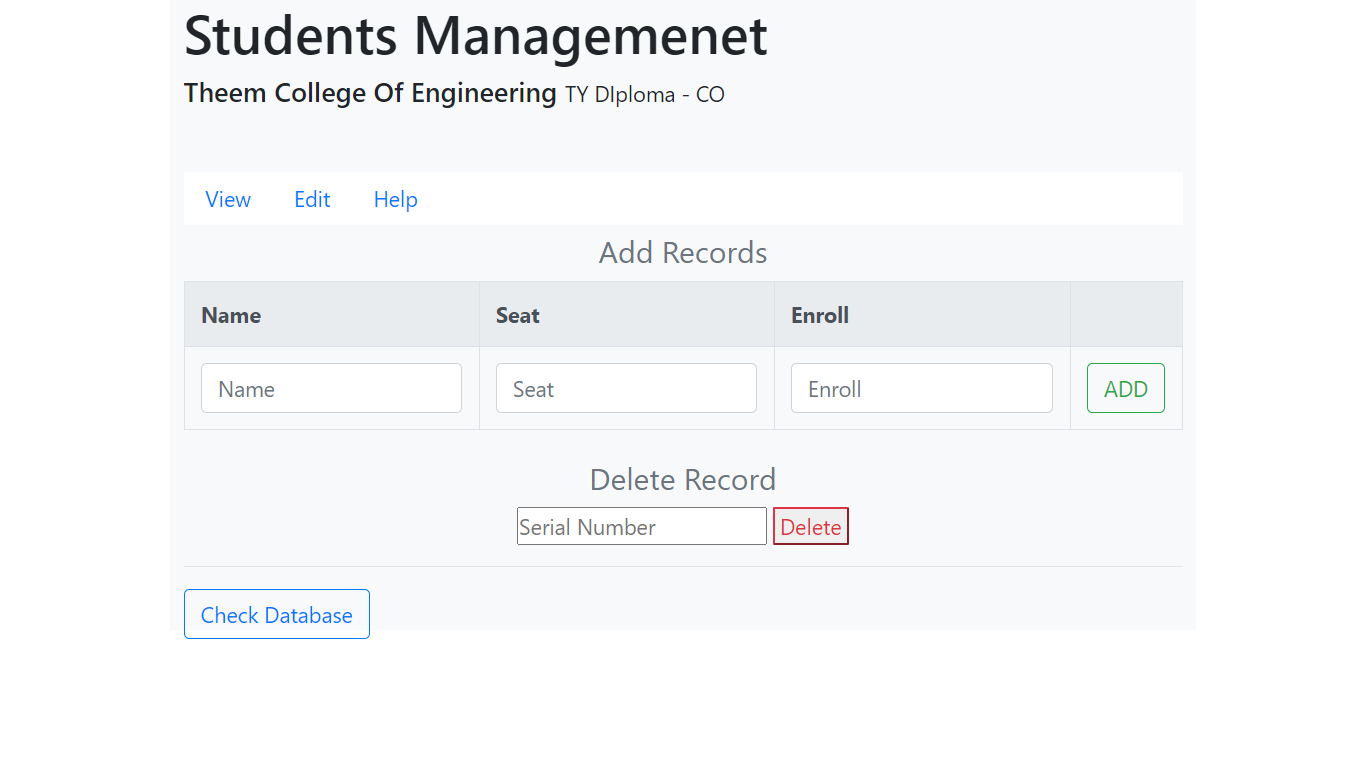 Students Managemenet
Theem College Of Engineering TY DIploma - CO
View Edit Help
Add Records
Name Seat Enroll
Name Seat Enroll ADD
Delete Record
Serial Number Delete
Check Database